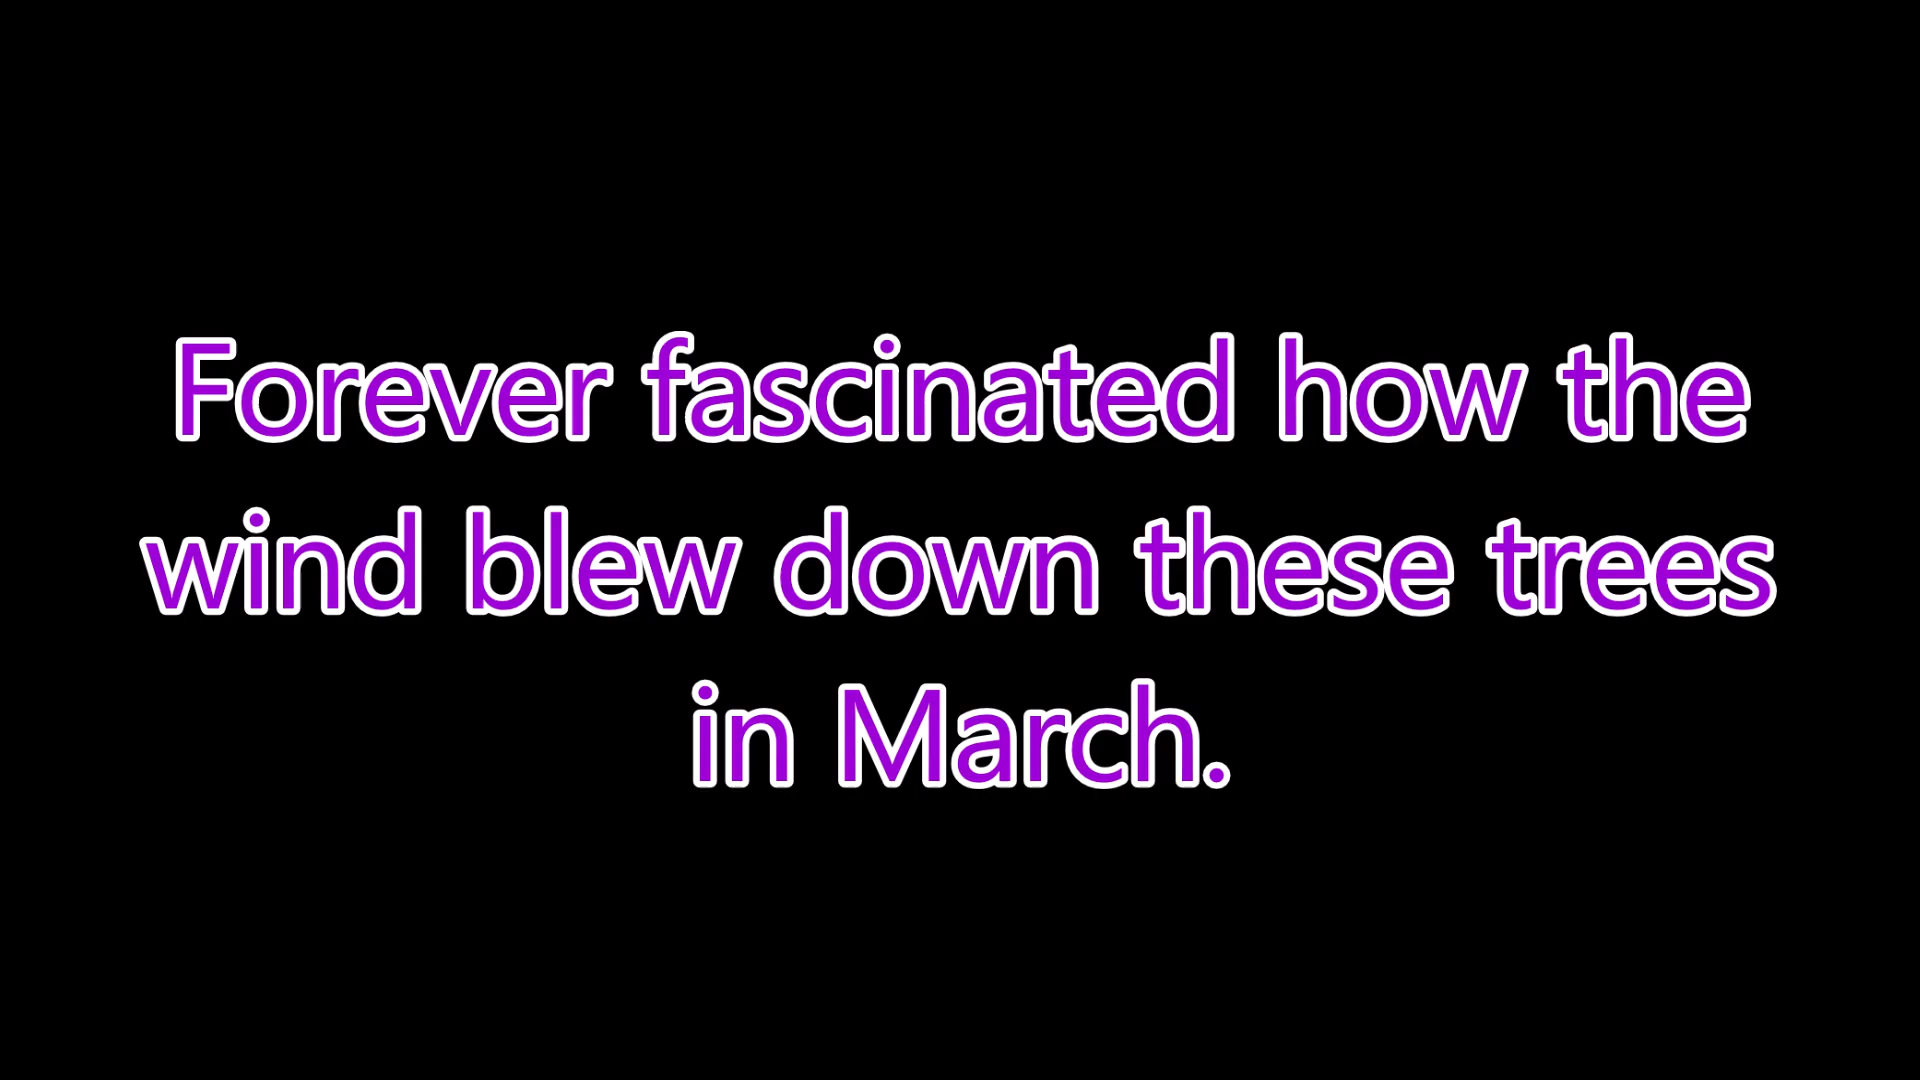 Forever fascinated how the
wind blew down these trees
in March.